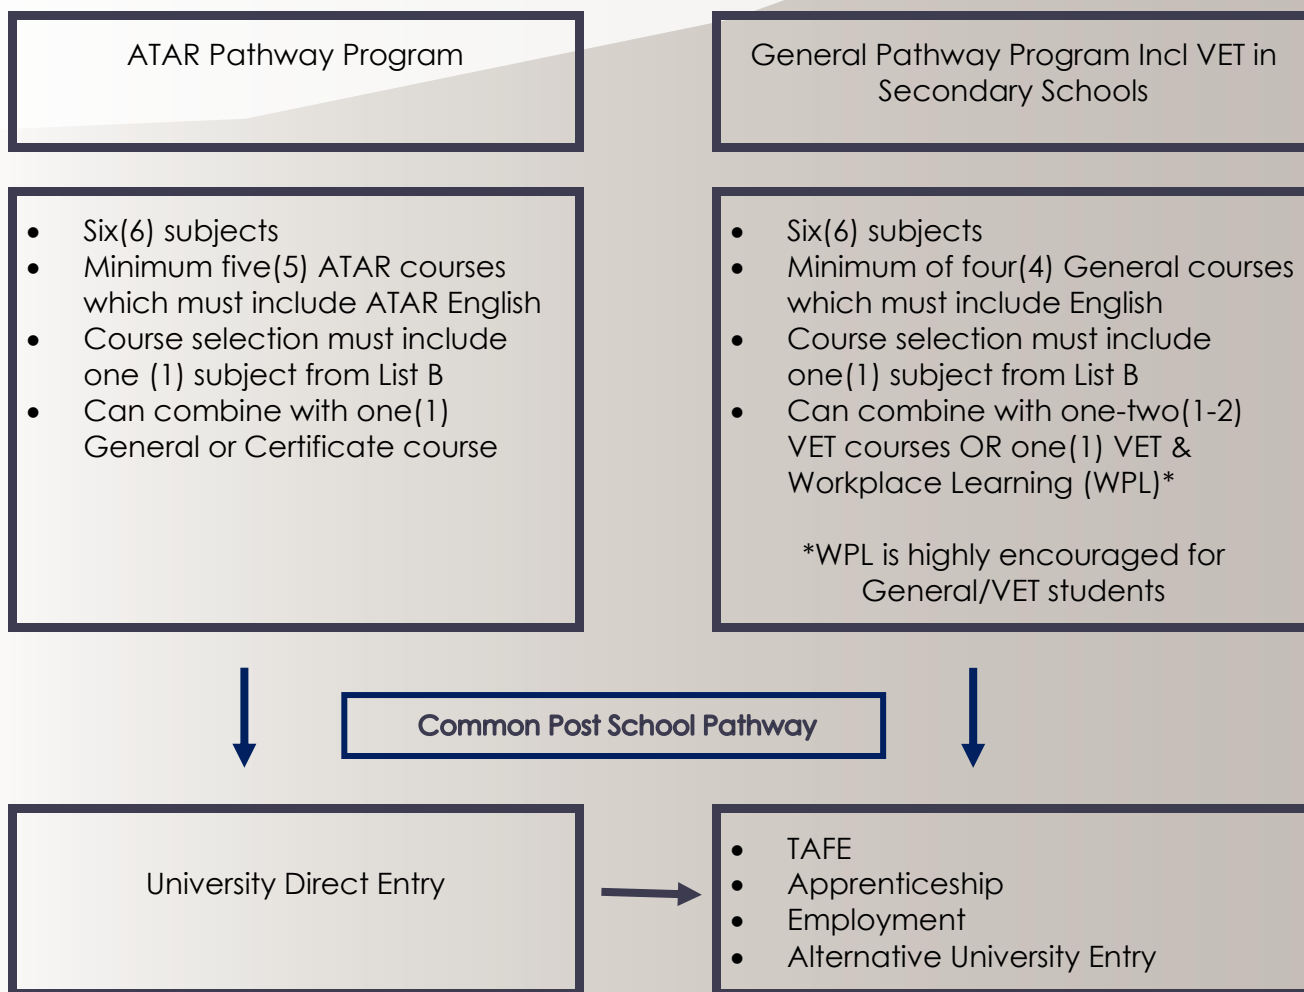 ATAR Pathway Program
General Pathway Program Incl VET in
Secondary Schools
• Six(6) subjects
• Minimum five(5) ATAR courses
which must include ATAR English
• Course selection must include
one (1) subject from List B
• Can combine with one(1)
General or Certificate course
• Six(6) subjects
• Minimum of four(4) General courses
which must include English
• Course selection must include
one(1) subject from List B
• Can combine with one-two(1-2)
VET courses OR one(1) VET &
Workplace Learning (WPL)*
*WPL is highly encouraged for
General/VET students
Common Post School Pathway
University Direct Entry
• TAFE
• Apprenticeship
• Employment
• Alternative University Entry